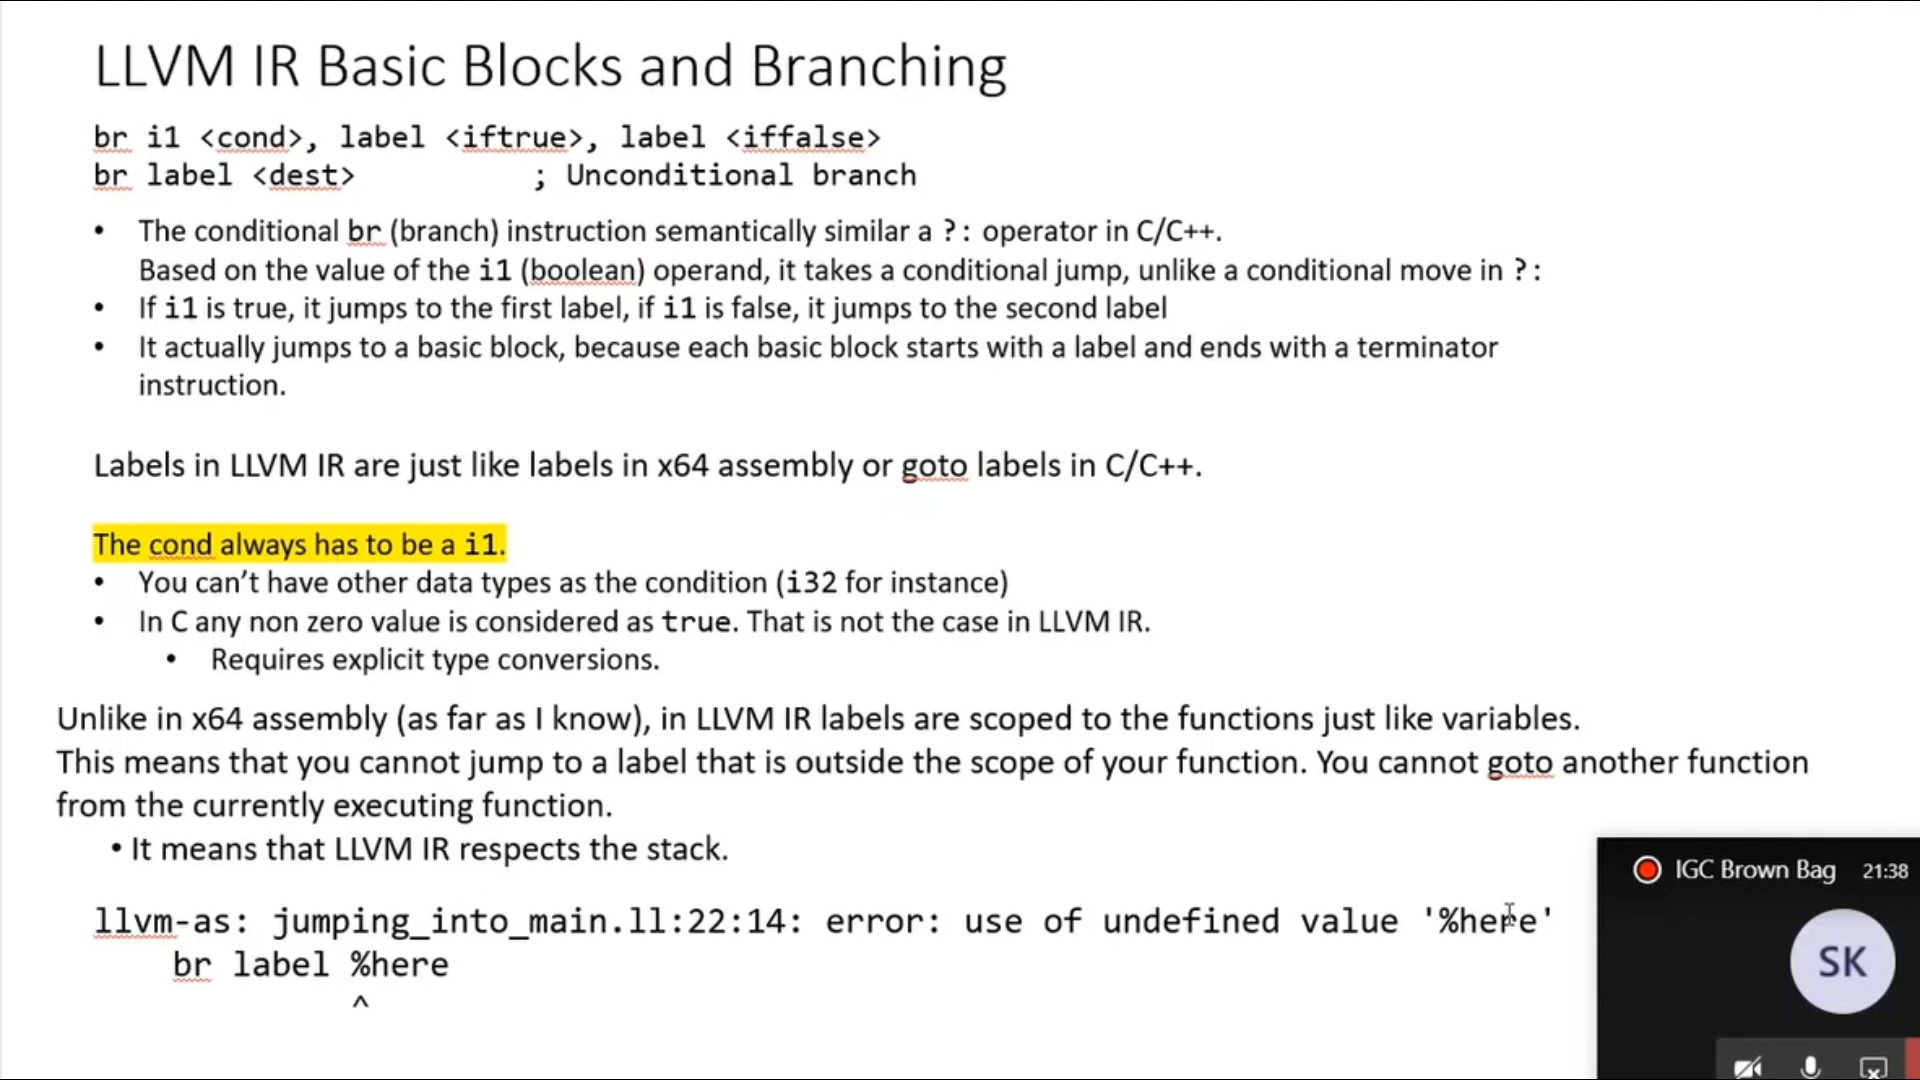 LLVM IR Basic Blocks and Branching
br i1 <cond>, label <iftrue>, label <iffalse>
br label <dest>          ; Unconditional branch
• The conditional br (branch) instruction semantically similar a ?: operator in C/C++.
Based on the value of the i1 (boolean) operand, it takes a conditional jump, unlike a conditional move in ?:
• If i1 is true, it jumps to the first label, if i1 is false, it jumps to the second label
• It actually jumps to a basic block, because each basic block starts with a label and ends with a terminator
instruction.
Labels in LLVM IR are just like labels in x64 assembly or goto labels in C/C++.
The cond always has to be a i1.
• You can’t have other data types as the condition (i32 for instance)
• In C any non zero value is considered as true. That is not the case in LLVM IR.
• Requires explicit type conversions.
Unlike in x64 assembly (as far as I know), in LLVM IR labels are scoped to the functions just like variables.
This means that you cannot jump to a label that is outside the scope of your function. You cannot goto another function
from the currently executing function.
• It means that LLVM IR respects the stack.
llvm-as: jumping_into_main.ll:22:14: error: use of undefined value '%here'
br label %here
^
IGC Brown Bag 21:38
SK